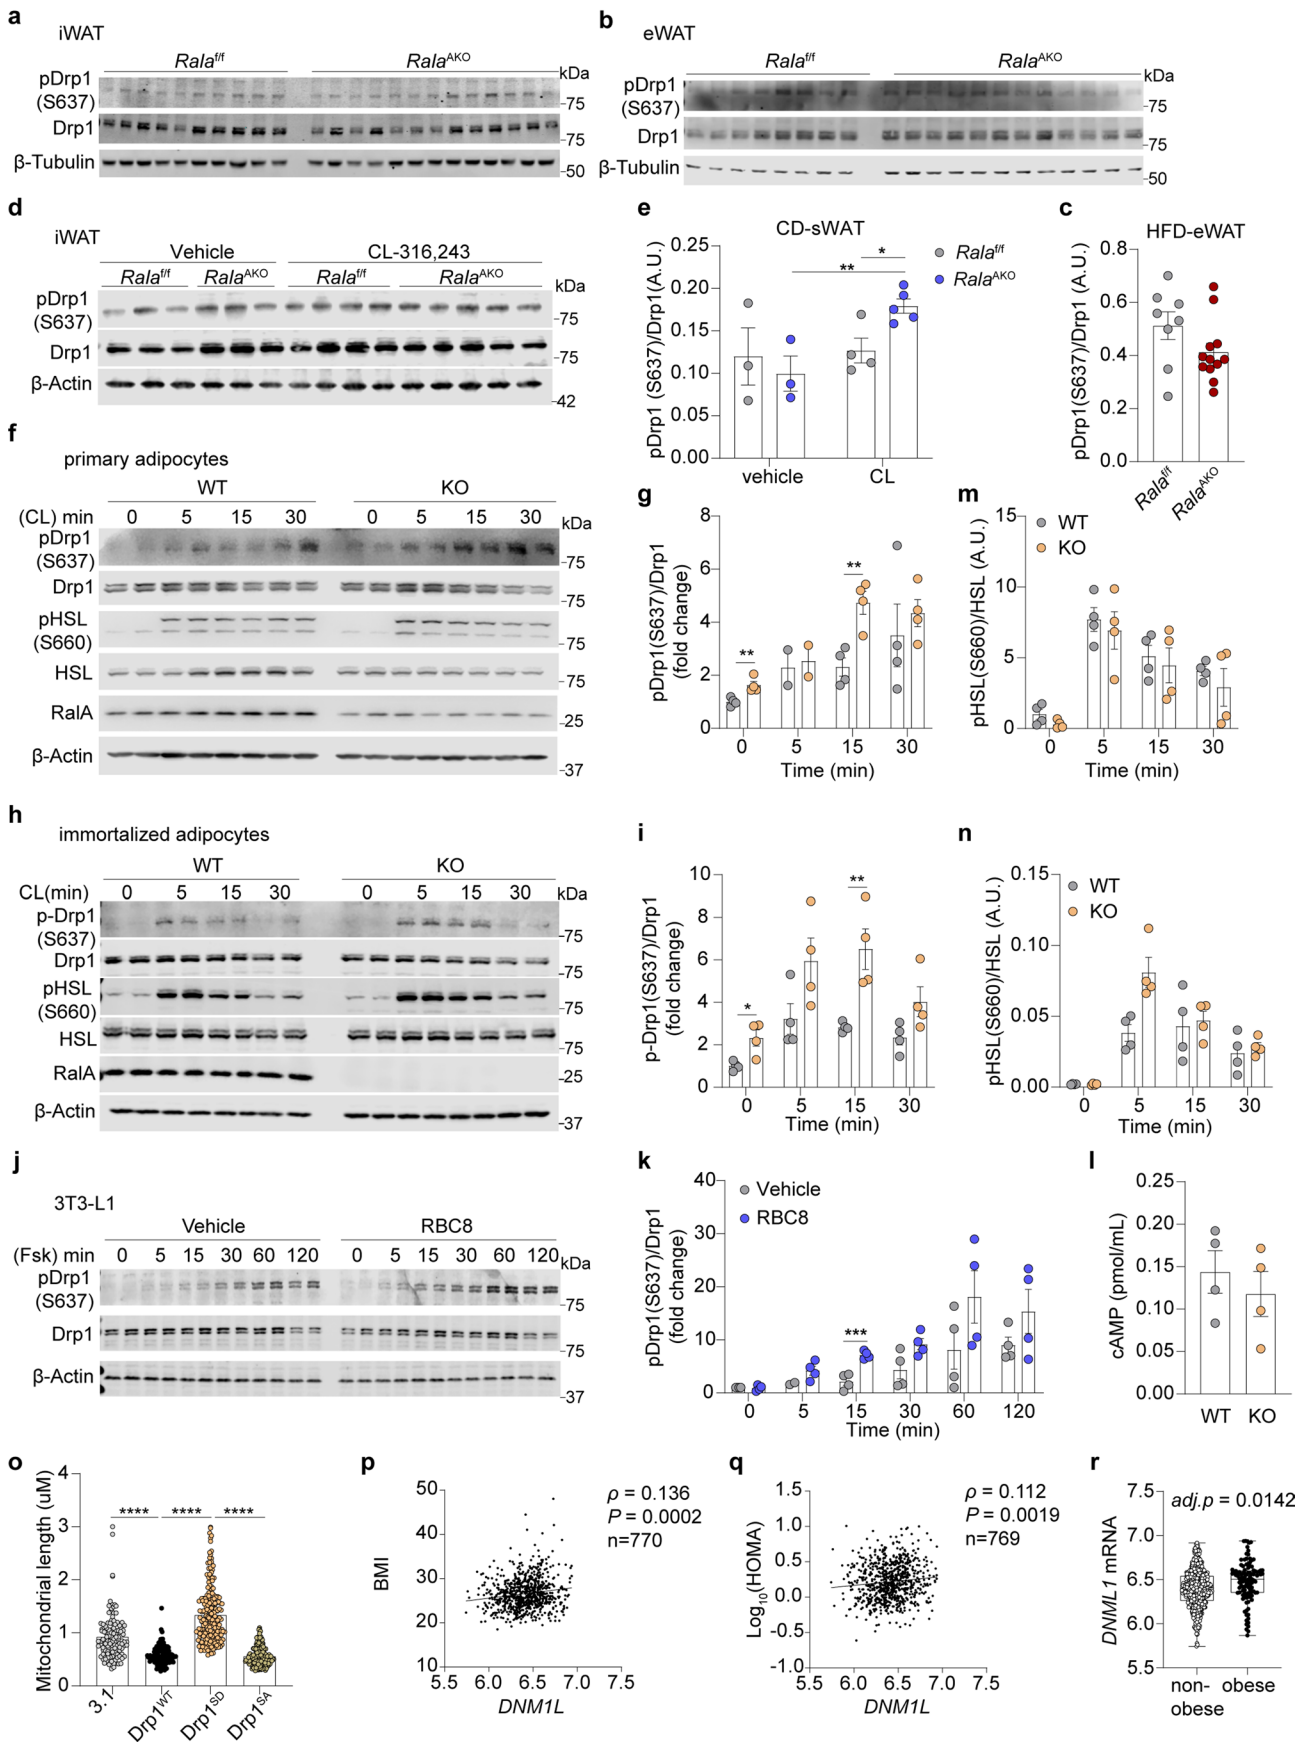 a
iWAT
Rala^f/f
Rala^AKO
kDa
pDrp1
(S637)
-75
Drp1
-75
β-Tubulin
-50
b
eWAT
Rala^f/f
Rala^AKO
kDa
pDrp1
(S637)
-75
Drp1
-75
β-Tubulin
-50
d
iWAT
Vehicle
CL-316,243
Rala^f/f
Rala^AKO
Rala^f/f
Rala^AKO
kDa
pDrp1
(S637)
-75
Drp1
-75
β-Actin
-42
e
CD-sWAT
pDrp1 (S637)/Drp1(A.U.)
0.25
0.20
0.15
0.10
0.05
0.00
**
*
Rala^f/f
Rala^AKO
vehicle
CL
c
HFD-eWAT
pDrp1(S637)/Drp1 (A.U.)
0.8
0.6
0.4
0.2
0.0
Rala^f/f
Rala^AKO
f
primary adipocytes
WT
KO
(CL) min
0 5 15 30
0 5 15 30
kDa
pDrp1
(S637)
-75
Drp1
-75
pHSL
(S660)
-75
HSL
-75
RalA
-25
β-Actin
-37
g
pDrp1(S637)/Drp1
(fold change)
8
6
4
2
0
**
**
0 5 15 30
Time (min)
m
pHSL(S660)/HSL (A.U.)
15
10
5
0
WT
KO
0 5 15 30
Time (min)
h
immortalized adipocytes
WT
KO
CL(min)
0 5 15 30
0 5 15 30
kDa
p-Drp1
(S637)
-75
Drp1
-75
pHSL
(S660)
-75
HSL
-75
RalA
-25
β-Actin
-37
i
p-Drp1(S637)/Drp1
(fold change)
10
8
6
4
2
0
*
**
0 5 15 30
Time (min)
n
pHSL(S660)/HSL (A.U.)
0.15
0.10
0.05
0.00
WT
KO
0 5 15 30
Time (min)
j
3T3-L1
Vehicle
RBC8
(Fsk) min
0 5 15 30 60 120
0 5 15 30 60 120
kDa
pDrp1
(S637)
-75
Drp1
-75
β-Actin
-37
k
pDrp1(S637)/Drp1
(fold change)
40
30
20
10
0
Vehicle
RBC8
***
0 5 15 30 60 120
Time (min)
l
cAMP (pmol/mL)
0.25
0.20
0.15
0.10
0.05
0.00
WT KO
o
Mitochondrial length (uM)
4
3
2
1
0
**** **** ****
3.1
Drp1^WT
Drp1^SD
Drp1^SA
p
BMI
50
40
30
20
10
ρ = 0.136
P = 0.0002
n=770
5.5 6.0 6.5 7.0 7.5
DNM1L
q
Log₁₀(HOMA)
1.5
1.0
0.5
0.0
-0.5
-1.0
ρ = 0.112
P = 0.0019
n=769
5.5 6.0 6.5 7.0 7.5
DNM1L
r
DNML1 mRNA
7.5
7.0
6.5
6.0
5.5
adj.p = 0.0142
non-
obese
obese